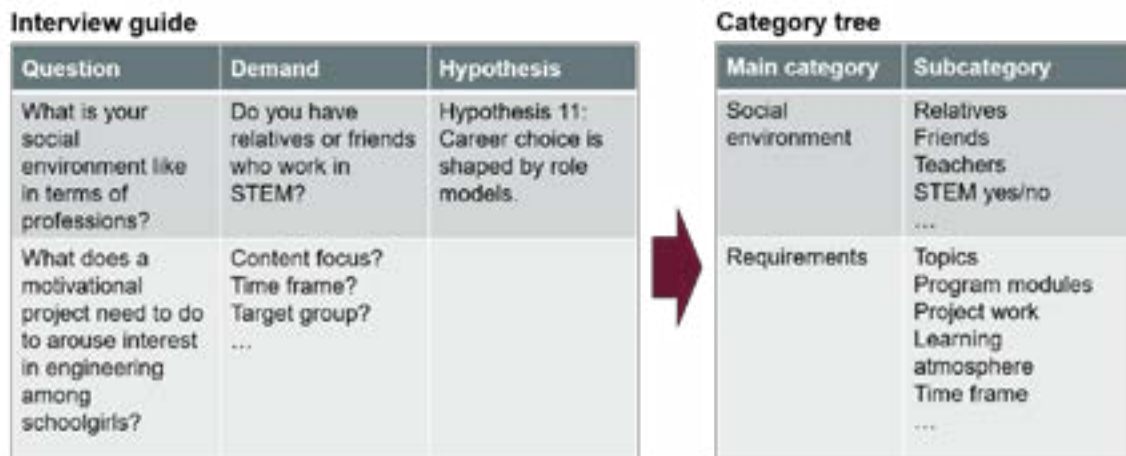 Interview guide
Question
Demand
Hypothesis
What is your
social
environment like
in terms of
professions?
Do you have
relatives or friends
who work in
STEM?
Hypothesis 11:
Career choice is
shaped by role
models.
What does a
motivational
project need to do
to arouse interest
in engineering
among
schoolgirls?
Content focus?
Time frame?
Target group?
...
Category tree
Main category
Subcategory
Social
environment
Relatives
Friends
Teachers
STEM yes/no
...
Requirements
Topics
Program modules
Project work
Learning
atmosphere
Time frame
...